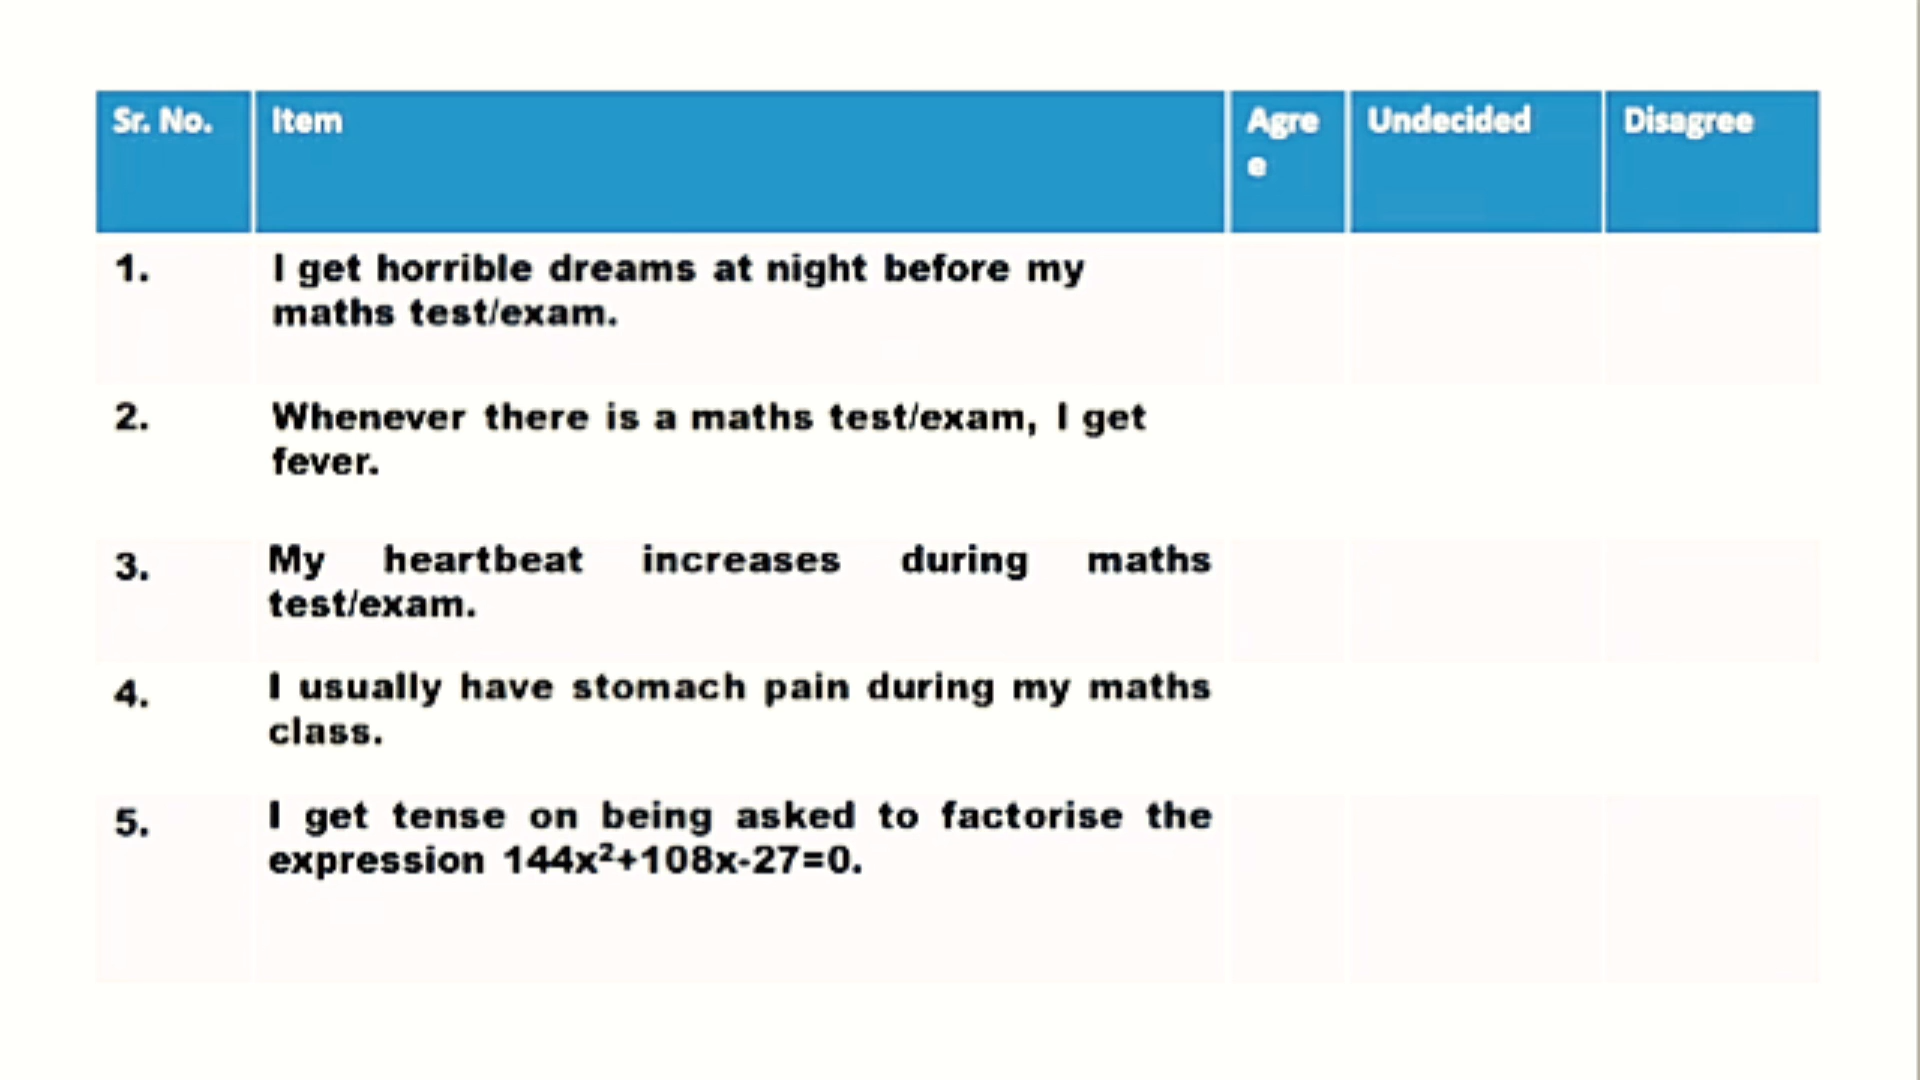 Sr. No. Item Agre Undecided Disagree
e
1. I get horrible dreams at night before my
maths test/exam.
2. Whenever there is a maths test/exam, I get
fever.
3. My heartbeat increases during maths
test/exam.
4. I usually have stomach pain during my maths
class.
5. I get tense on being asked to factorise the
expression 144x²+108x-27=0.